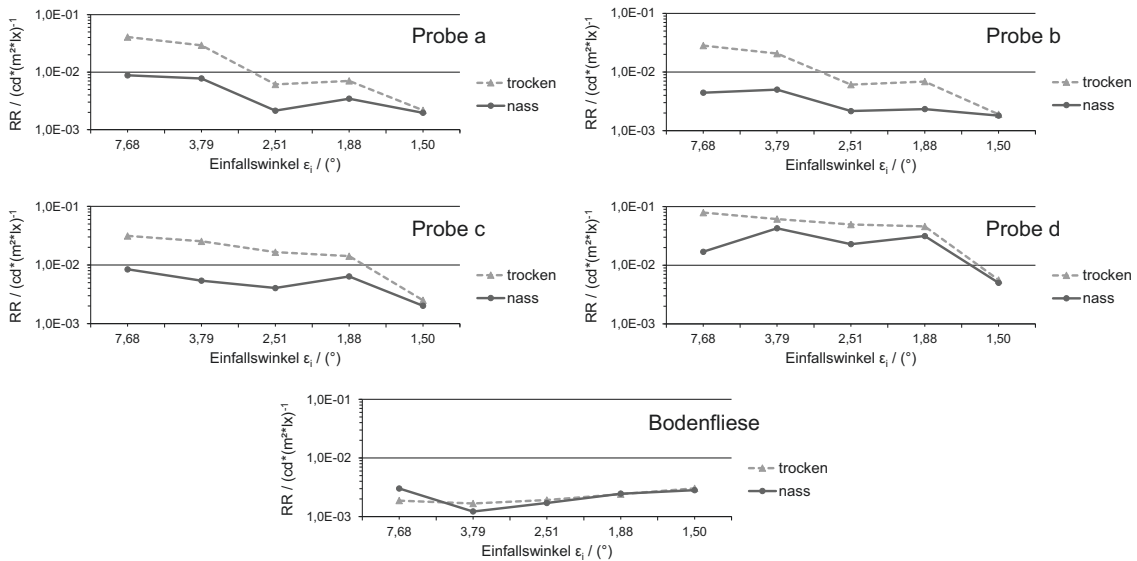 1,0E-01
1,0E-02
1,0E-03
RR / (cd*(m²*lx)⁻¹
Probe a
trocken
nass
7,68 3,79 2,51 1,88 1,50
Einfallswinkel εᵢ / (°)
1,0E-01
1,0E-02
1,0E-03
RR / (cd*(m²*lx)⁻¹
Probe b
trocken
nass
7,68 3,79 2,51 1,88 1,50
Einfallswinkel εᵢ / (°)
1,0E-01
1,0E-02
1,0E-03
RR / (cd*(m²*lx)⁻¹
Probe c
trocken
nass
7,68 3,79 2,51 1,88 1,50
Einfallswinkel εᵢ / (°)
1,0E-01
1,0E-02
1,0E-03
RR / (cd*(m²*lx)⁻¹
Probe d
trocken
nass
7,68 3,79 2,51 1,88 1,50
Einfallswinkel εᵢ / (°)
1,0E-01
1,0E-02
1,0E-03
RR / (cd*(m²*lx)⁻¹
Bodenfliese
trocken
nass
7,68 3,79 2,51 1,88 1,50
Einfallswinkel εᵢ / (°)